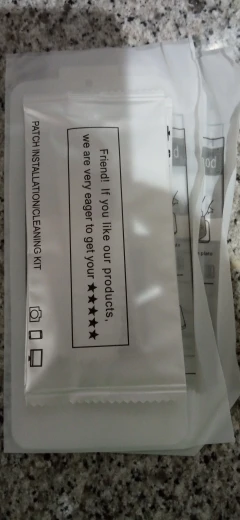 Friend! If you like our products,
we are very eager to get your ★★★★★
PATCH INSTALLATION/CLEANING KIT